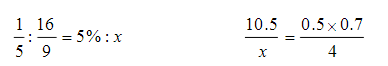 1/5 : 16/9 = 5% : x
10.5/x = 0.5 × 0.7/4